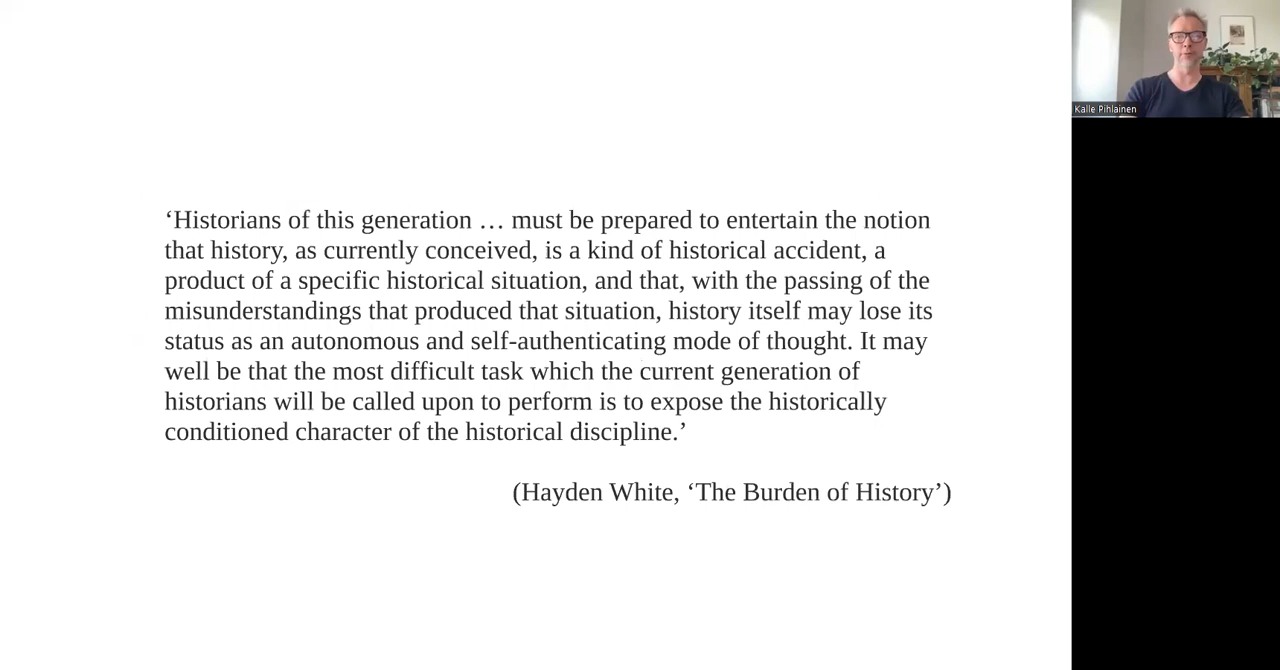 ‘Historians of this generation … must be prepared to entertain the notion
that history, as currently conceived, is a kind of historical accident, a
product of a specific historical situation, and that, with the passing of the
misunderstandings that produced that situation, history itself may lose its
status as an autonomous and self-authenticating mode of thought. It may
well be that the most difficult task which the current generation of
historians will be called upon to perform is to expose the historically
conditioned character of the historical discipline.’
(Hayden White, ‘The Burden of History’)
Kalle Pihlainen